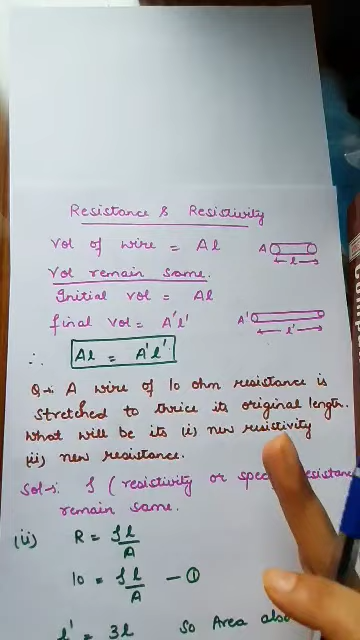 Resistance & Resistivity
Vol of wire = Al
A
l
Vol remain same.
Initial vol = Al
final vol = A'l'
A'
l'
∴ Al = A'l'
Q→: A wire of 10 ohm resistance is
stretched to thrice its original length.
What will be its (i) new resistivity
(ii) new resistance.
Sol→: ρ (resistivity or resistance
remain same.
(ii) R = ρl/A
10 = ρl/A — ①
l' = 3l so Area also